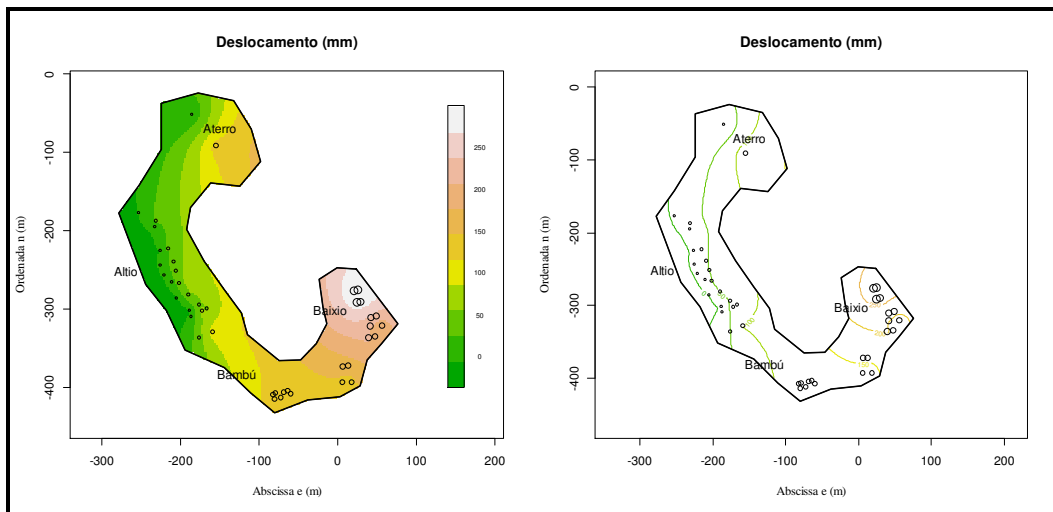 Deslocamento (mm)
0
-100
-200
-300
-400
Ordenada n (m)
Aterro
Altio
Baixio
Bambú
250
200
150
100
50
0
-300 -200 -100 0 100 200
Abscissa e (m)
Deslocamento (mm)
0
-100
-200
-300
-400
Ordenada n (m)
Aterro
Altio
Baixio
Bambú
-300 -200 -100 0 100 200
Abscissa e (m)